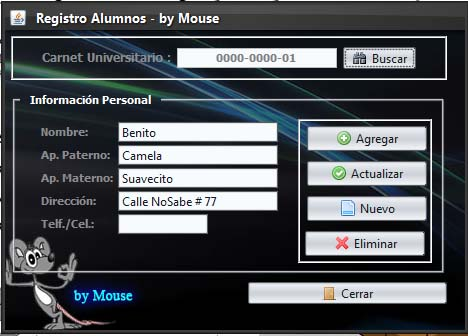 Registro Alumnos - by Mouse
Carnet Universitario : 0000-0000-01 Buscar
Información Personal
Nombre: Benito
Ap. Paterno: Camela
Ap. Materno: Suavecito
Dirección: Calle NoSabe # 77
Telf./Cel.:
Agregar
Actualizar
Nuevo
Eliminar
by Mouse
Cerrar